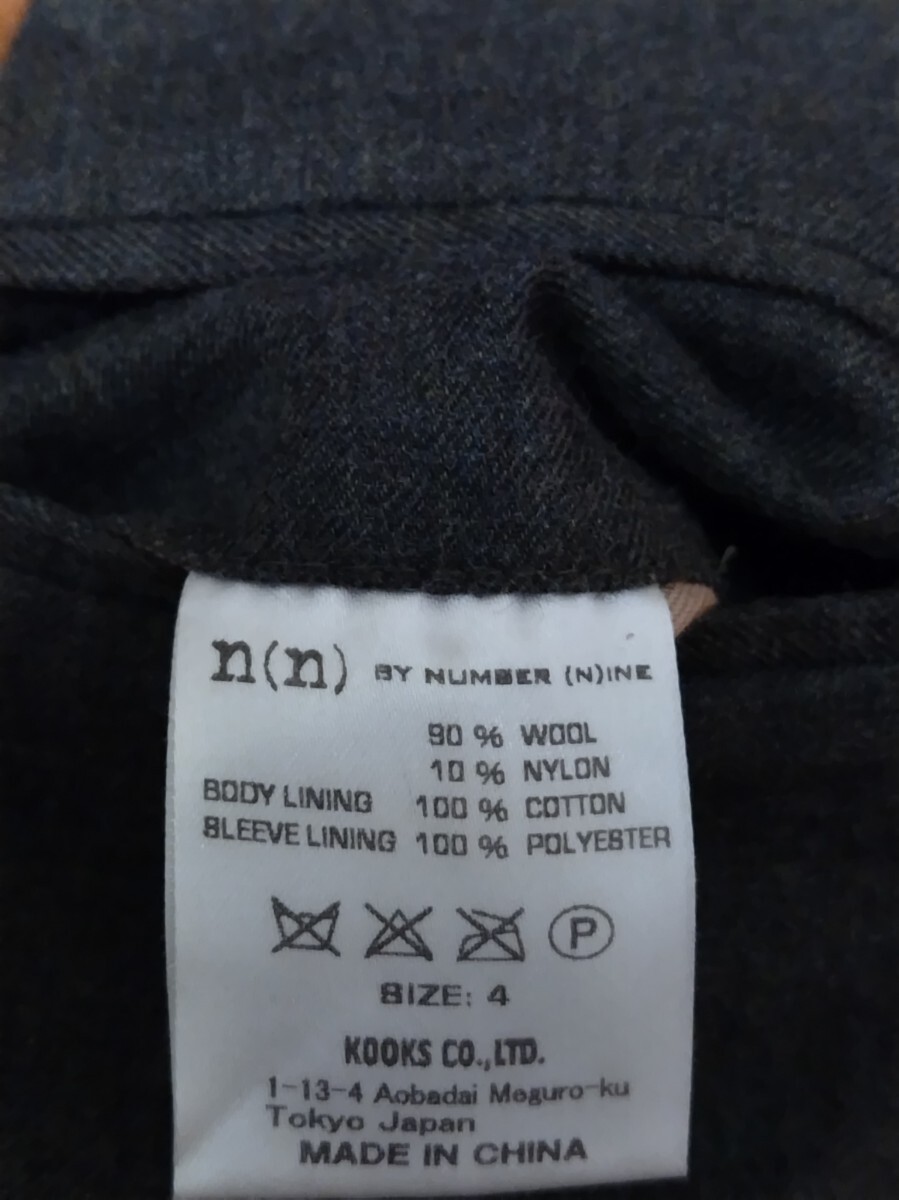 n(n) BY NUMBER (N)INE
90 % WOOL
10 % NYLON
BODY LINING 100 % COTTON
SLEEVE LINING 100 % POLYESTER
P
SIZE: 4
KOOKS CO.,LTD.
1-13-4 Aobadai Meguro-ku
Tokyo Japan
MADE IN CHINA